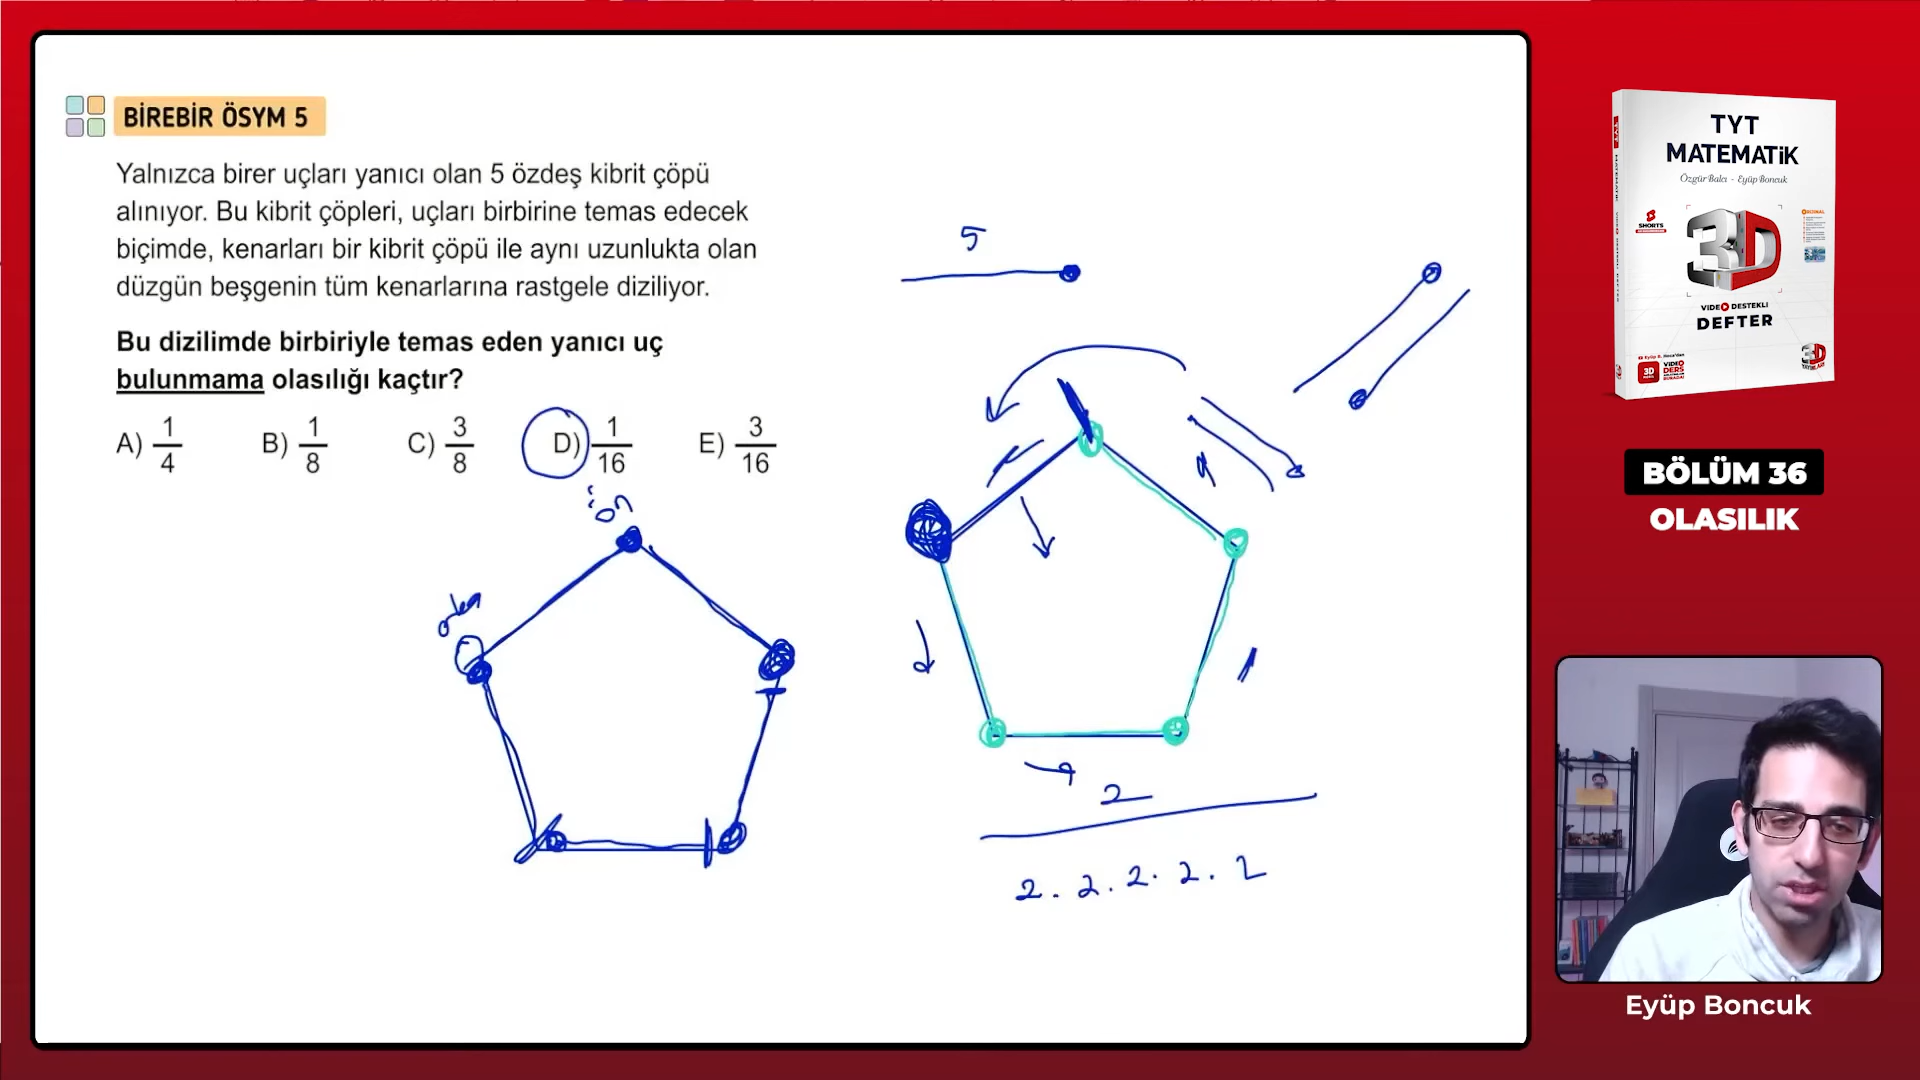 BİREBİR ÖSYM 5
Yalnızca birer uçları yanıcı olan 5 özdeş kibrit çöpü
alınıyor. Bu kibrit çöpleri, uçları birbirine temas edecek
biçimde, kenarları bir kibrit çöpü ile aynı uzunlukta olan
düzgün beşgenin tüm kenarlarına rastgele diziliyor.
Bu dizilimde birbiriyle temas eden yanıcı uç
bulunmama olasılığı kaçtır?
A) 1/4 B) 1/8 C) 3/8 D) 1/16 E) 3/16
5
ön
arka
2
2 . 2 . 2 . 2 . 2
TYT
MATEMATİK
Özgür Balcı - Eyüp Boncuk
SHORTS
3D
VİDEO DESTEKLİ
DEFTER
BÖLÜM 36
OLASILIK
Eyüp Boncuk